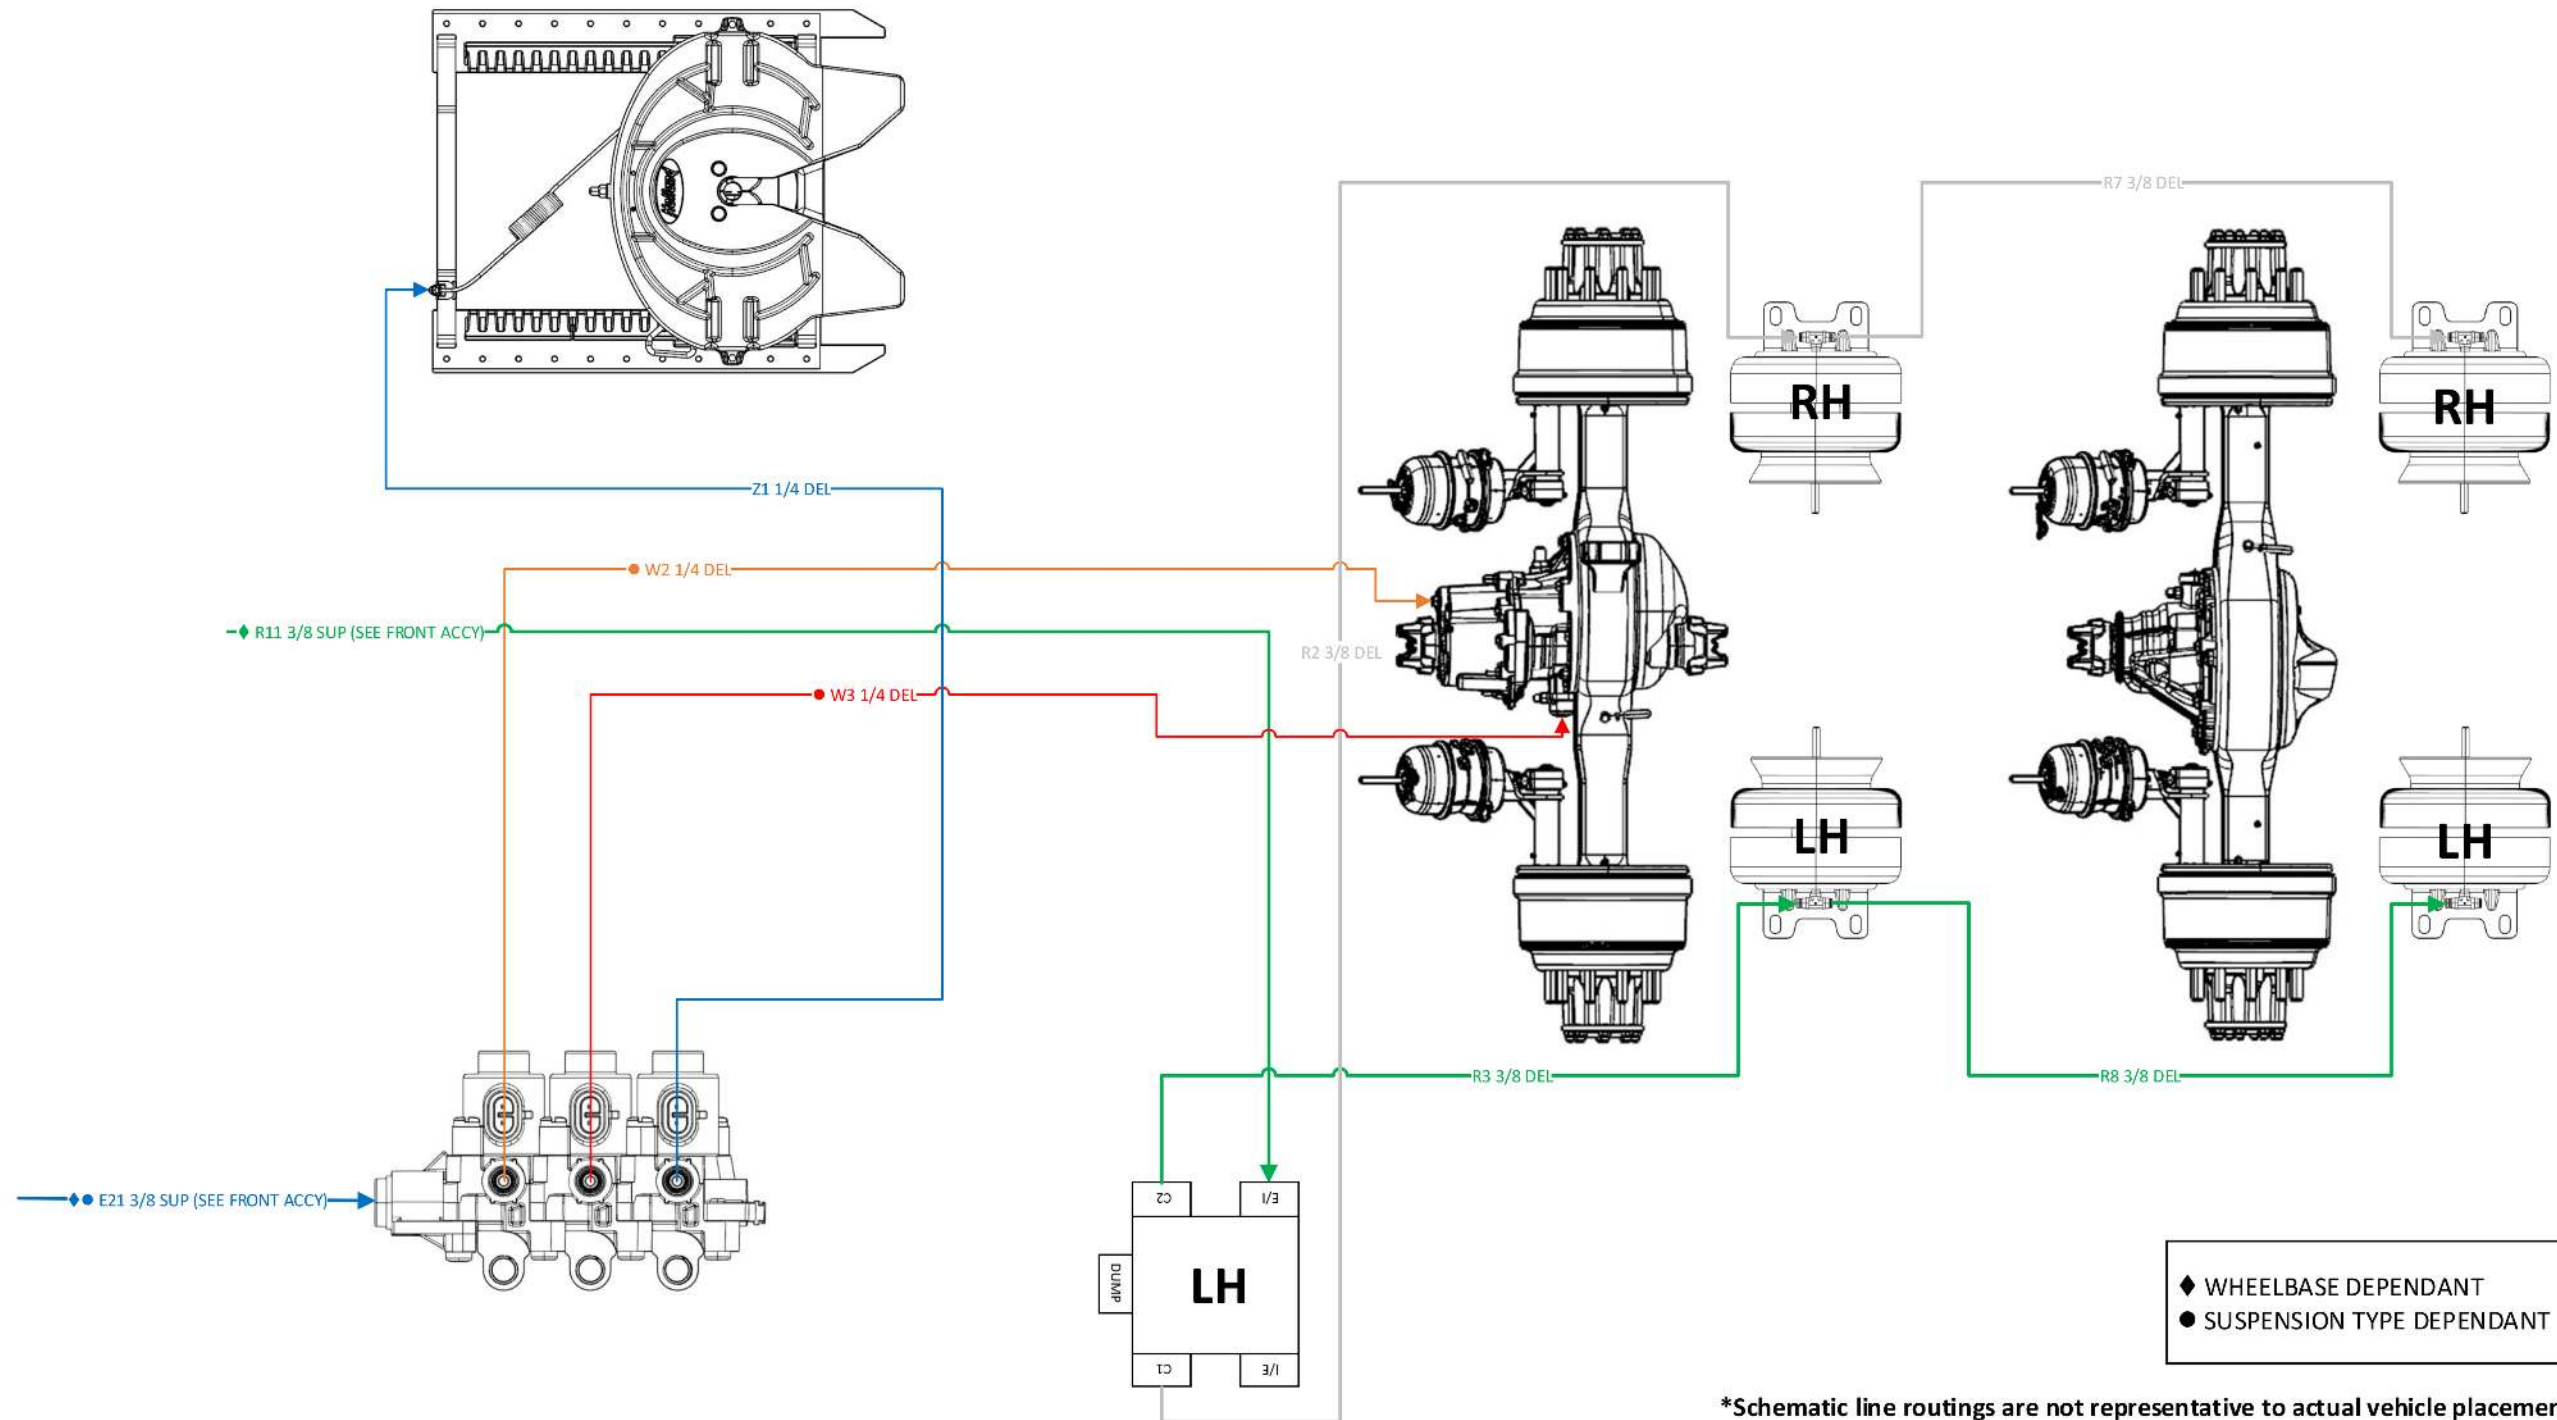 R7 3/8 DEL
Holland
RH
RH
Z1 1/4 DEL
● W2 1/4 DEL
♦ R11 3/8 SUP (SEE FRONT ACCY)
R2 3/8 DEL
● W3 1/4 DEL
LH
LH
R3 3/8 DEL
R8 3/8 DEL
♦● E21 3/8 SUP (SEE FRONT ACCY)
C2
E/I
DUMP
LH
C1
I/E
♦ WHEELBASE DEPENDANT
● SUSPENSION TYPE DEPENDANT
*Schematic line routings are not representative to actual vehicle placemen